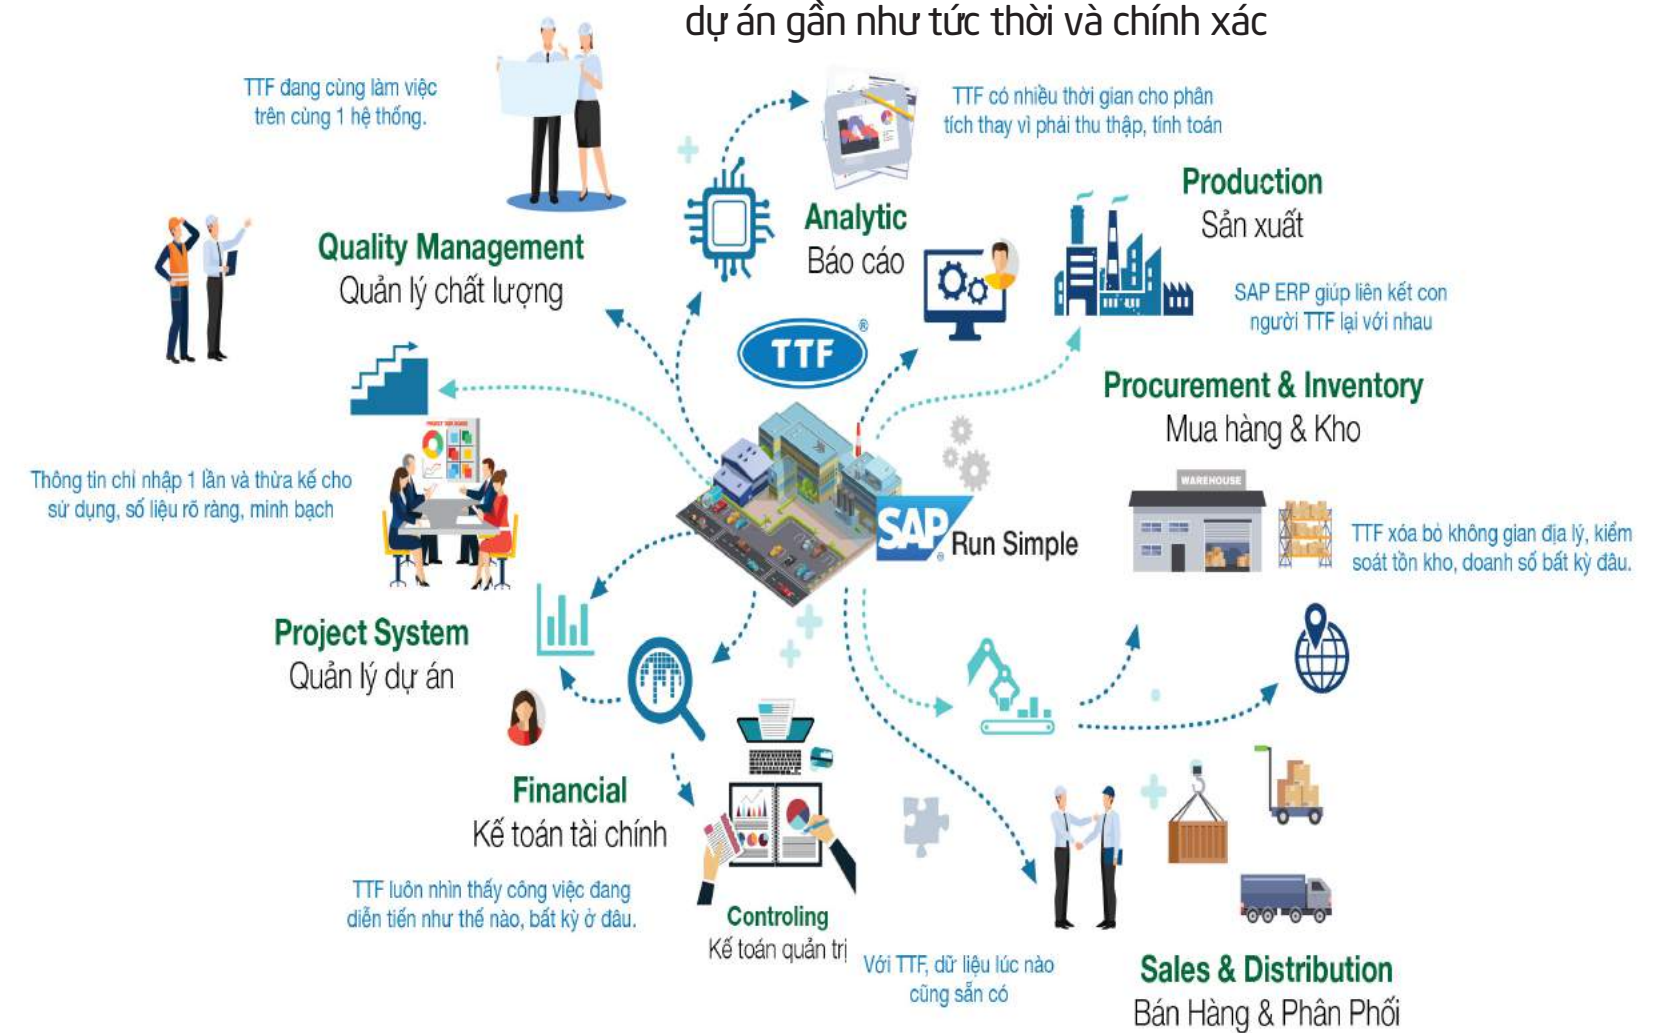 dự án gần như tức thời và chính xác
TTF đang cùng làm việc
trên cùng 1 hệ thống.
TTF có nhiều thời gian cho phân
tích thay vì phải thu thập, tính toán
Production
Sản xuất
Analytic
Báo cáo
Quality Management
Quản lý chất lượng
SAP ERP giúp liên kết con
người TTF lại với nhau
TTF®
Procurement & Inventory
Mua hàng & Kho
Thông tin chỉ nhập 1 lần và thừa kế cho
sử dụng, số liệu rõ ràng, minh bạch
WAREHOUSE
SAP®
Run Simple
TTF xóa bỏ không gian địa lý, kiểm
soát tồn kho, doanh số bất kỳ đâu.
Project System
Quản lý dự án
Financial
Kế toán tài chính
TTF luôn nhìn thấy công việc đang
diễn tiến như thế nào, bất kỳ ở đâu.
Controling
Kế toán quản trị
Với TTF, dữ liệu lúc nào
cũng sẵn có
Sales & Distribution
Bán Hàng & Phân Phối